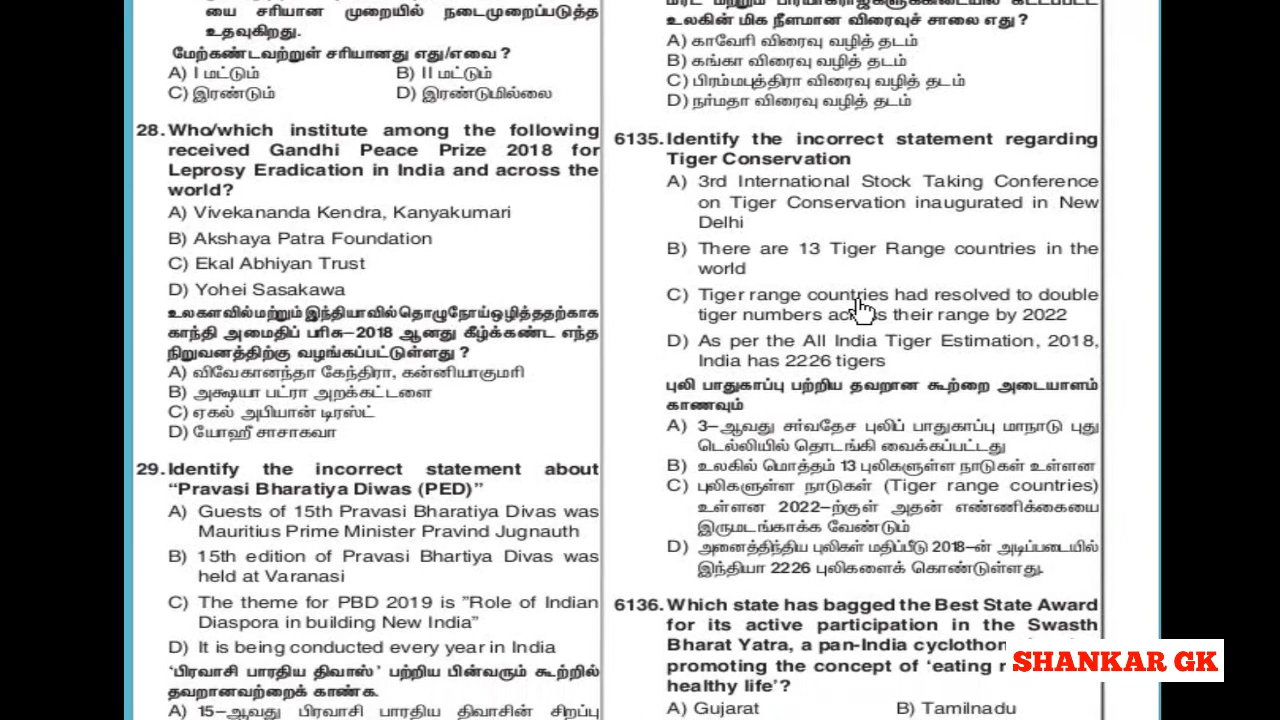 யை சரியான முறையில் நடைமுறைப்படுத்த
உதவுகிறது.
மேற்கண்டவற்றுள் சரியானது எது/எவை ?
A) I மட்டும் B) II மட்டும்
C) இரண்டும் D) இரண்டுமில்லை
28. Who/which institute among the following
received Gandhi Peace Prize 2018 for
Leprosy Eradication in India and across the
world?
A) Vivekananda Kendra, Kanyakumari
B) Akshaya Patra Foundation
C) Ekal Abhiyan Trust
D) Yohei Sasakawa
உலகளவில் மற்றும் இந்தியாவில் தொழுநோய் ஒழித்ததற்காக
காந்தி அமைதிப் பரிசு–2018 ஆனது கீழ்க்கண்ட எந்த
நிறுவனத்திற்கு வழங்கப்பட்டுள்ளது ?
A) விவேகானந்தா கேந்திரா, கன்னியாகுமரி
B) அக்ஷயா பட்ரா அறக்கட்டளை
C) ஏகல் அபியான் டிரஸ்ட்
D) யோஹீ சாசாகவா
29. Identify the incorrect statement about
“Pravasi Bharatiya Diwas (PED)”
A) Guests of 15th Pravasi Bharatiya Divas was
Mauritius Prime Minister Pravind Jugnauth
B) 15th edition of Pravasi Bhartiya Divas was
held at Varanasi
C) The theme for PBD 2019 is ”Role of Indian
Diaspora in building New India”
D) It is being conducted every year in India
‘பிரவாசி பாரதிய திவாஸ்’ பற்றிய பின்வரும் கூற்றில்
தவறானவற்றைக் காண்க.
A) 15–ஆவது பிரவாசி பாரதிய திவாசின் சிறப்பு
உலகின் மிக நீளமான விரைவுச் சாலை எது ?
A) காவேரி விரைவு வழித் தடம்
B) கங்கா விரைவு வழித் தடம்
C) பிரம்மபுத்திரா விரைவு வழித் தடம்
D) நர்மதா விரைவு வழித் தடம்
6135. Identify the incorrect statement regarding
Tiger Conservation
A) 3rd International Stock Taking Conference
on Tiger Conservation inaugurated in New
Delhi
B) There are 13 Tiger Range countries in the
world
C) Tiger range countries had resolved to double
tiger numbers across their range by 2022
D) As per the All India Tiger Estimation, 2018,
India has 2226 tigers
புலி பாதுகாப்பு பற்றிய தவறான கூற்றை அடையாளம்
காணவும்
A) 3–ஆவது சர்வதேச புலிப் பாதுகாப்பு மாநாடு புது
டெல்லியில் தொடங்கி வைக்கப்பட்டது
B) உலகில் மொத்தம் 13 புலிகளுள்ள நாடுகள் உள்ளன
C) புலிகளுள்ள நாடுகள் (Tiger range countries)
உள்ளன 2022–ற்குள் அதன் எண்ணிக்கையை
இருமடங்காக்க வேண்டும்
D) அனைத்திந்திய புலிகள் மதிப்பீடு 2018–ன் அடிப்படையில்
இந்தியா 2226 புலிகளைக் கொண்டுள்ளது.
6136. Which state has bagged the Best State Award
for its active participation in the Swasth
Bharat Yatra, a pan-India cyclothon
promoting the concept of ‘eating
healthy life’?
A) Gujarat B) Tamilnadu
SHANKAR GK